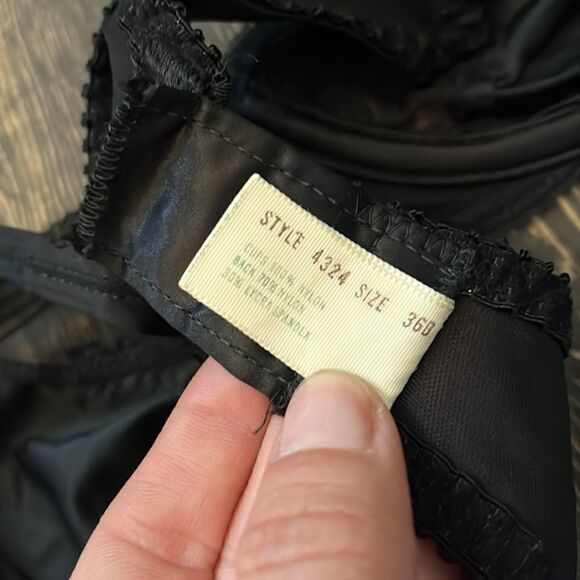 STYLE 4324 SIZE 36B
CUPS 100% NYLON
BACK 70% NYLON
30% LYCRA SPANDEX